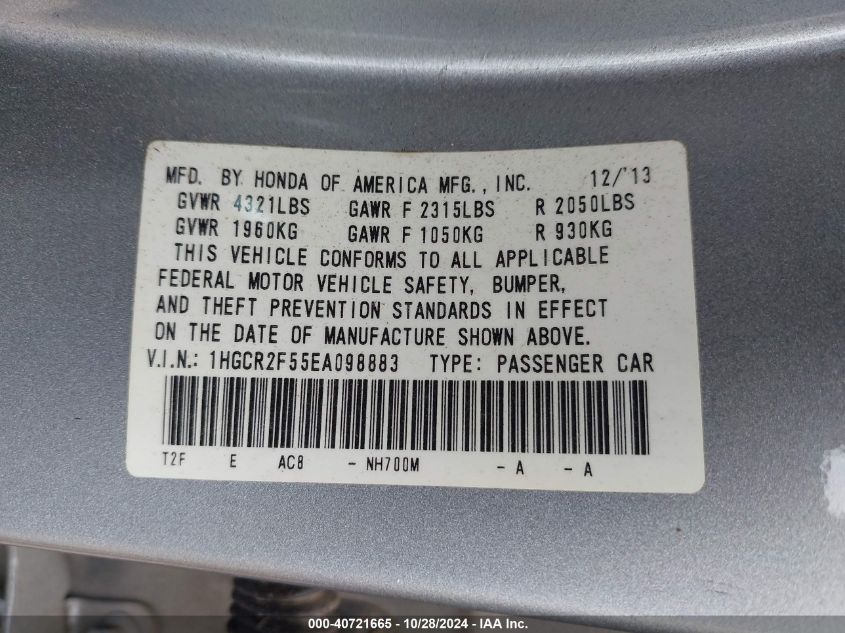 MFD. BY HONDA OF AMERICA MFG., INC. 12/'13
GVWR 4321LBS GAWR F 2315LBS R 2050LBS
GVWR 1960KG GAWR F 1050KG R 930KG
THIS VEHICLE CONFORMS TO ALL APPLICABLE
FEDERAL MOTOR VEHICLE SAFETY, BUMPER,
AND THEFT PREVENTION STANDARDS IN EFFECT
ON THE DATE OF MANUFACTURE SHOWN ABOVE.
V.I.N.: 1HGCR2F55EA098883 TYPE: PASSENGER CAR
T2F E AC8 - NH700M - A - A
000-40721665 - 10/28/2024 - IAA Inc.